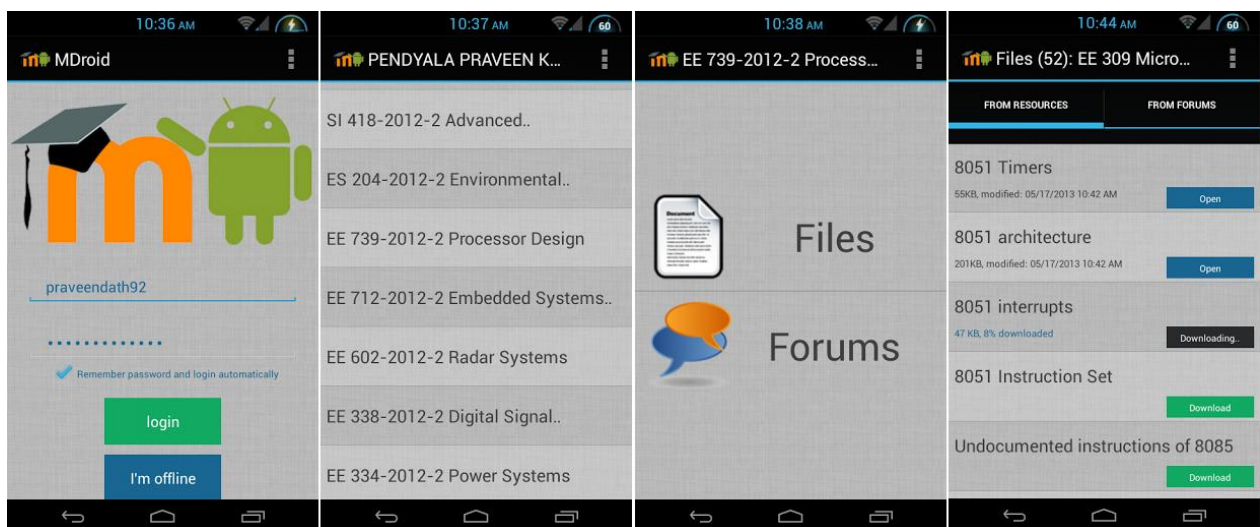 10:36 AM
MDroid
praveendath92
Remember password and login automatically
login
I'm offline
10:37 AM
60
PENDYALA PRAVEEN K...
SI 418-2012-2 Advanced..
ES 204-2012-2 Environmental..
EE 739-2012-2 Processor Design
EE 712-2012-2 Embedded Systems..
EE 602-2012-2 Radar Systems
EE 338-2012-2 Digital Signal..
EE 334-2012-2 Power Systems
10:38 AM
EE 739-2012-2 Process...
Document
Files
Forums
10:44 AM
60
Files (52): EE 309 Micro...
FROM RESOURCES
FROM FORUMS
8051 Timers
55KB, modified: 05/17/2013 10:42 AM
Open
8051 architecture
201KB, modified: 05/17/2013 10:42 AM
Open
8051 interrupts
47 KB, 8% downloaded
Downloading..
8051 Instruction Set
Download
Undocumented instructions of 8085
Download